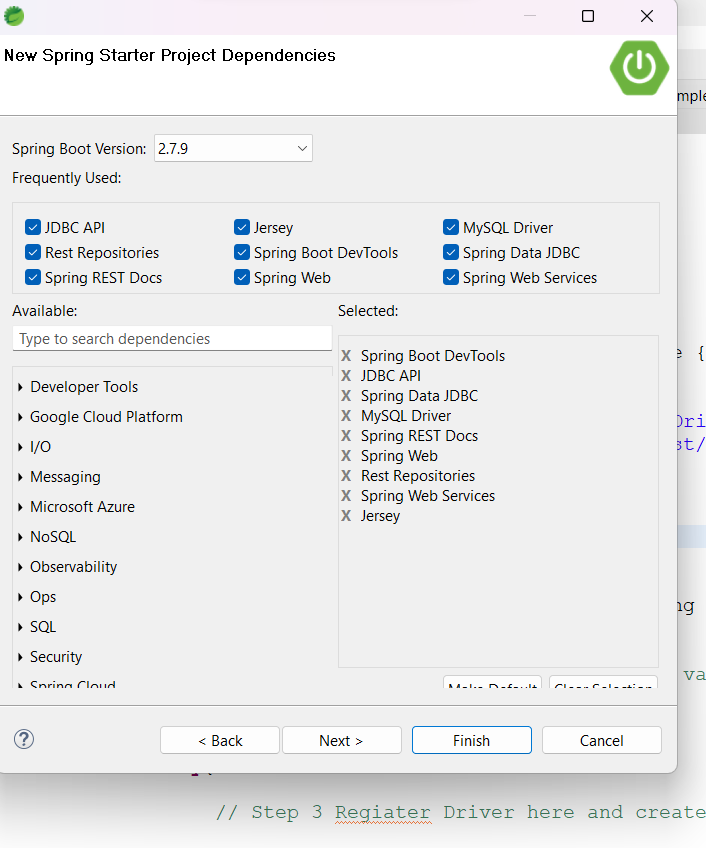 New Spring Starter Project Dependencies
mple
Spring Boot Version: 2.7.9
Frequently Used:
JDBC API Jersey MySQL Driver
Rest Repositories Spring Boot DevTools Spring Data JDBC
Spring REST Docs Spring Web Spring Web Services
Available: Selected:
Type to search dependencies
Developer Tools
Google Cloud Platform
I/O
Messaging
Microsoft Azure
NoSQL
Observability
Ops
SQL
Security
Spring Cloud
X Spring Boot DevTools
X JDBC API
X Spring Data JDBC
X MySQL Driver
X Spring REST Docs
X Spring Web
X Rest Repositories
X Spring Web Services
X Jersey
e {
Dri
st/
ng
va
Make Default Clear Selection
? < Back Next > Finish Cancel
// Step 3 Regiater Driver here and create